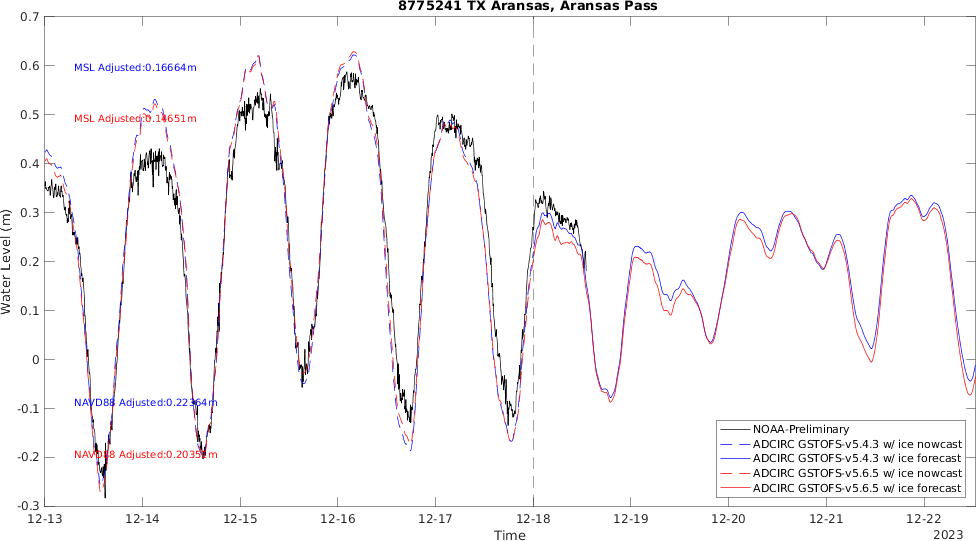 8775241 TX Aransas, Aransas Pass
Water Level (m)
0.7
0.6
0.5
0.4
0.3
0.2
0.1
0
-0.1
-0.2
-0.3
MSL Adjusted:0.16664m
MSL Adjusted:0.14651m
NAVD88 Adjusted:0.22364m
NAVD88 Adjusted:
NOAA-Preliminary
ADCIRC GSTOFS-v5.4.3 w/ ice nowcast
ADCIRC GSTOFS-v5.4.3 w/ ice forecast
ADCIRC GSTOFS-v5.6.5 w/ ice nowcast
ADCIRC GSTOFS-v5.6.5 w/ ice forecast
12-13 12-14 12-15 12-16 12-17 12-18 12-19 12-20 12-21 12-22
Time
2023